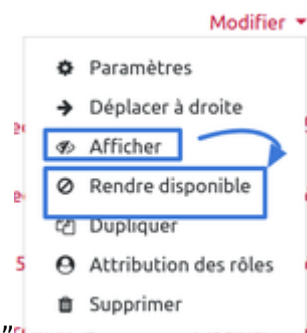 Modifier
Paramètres
Déplacer à droite
Afficher
Rendre disponible
Dupliquer
Attribution des rôles
Supprimer
"